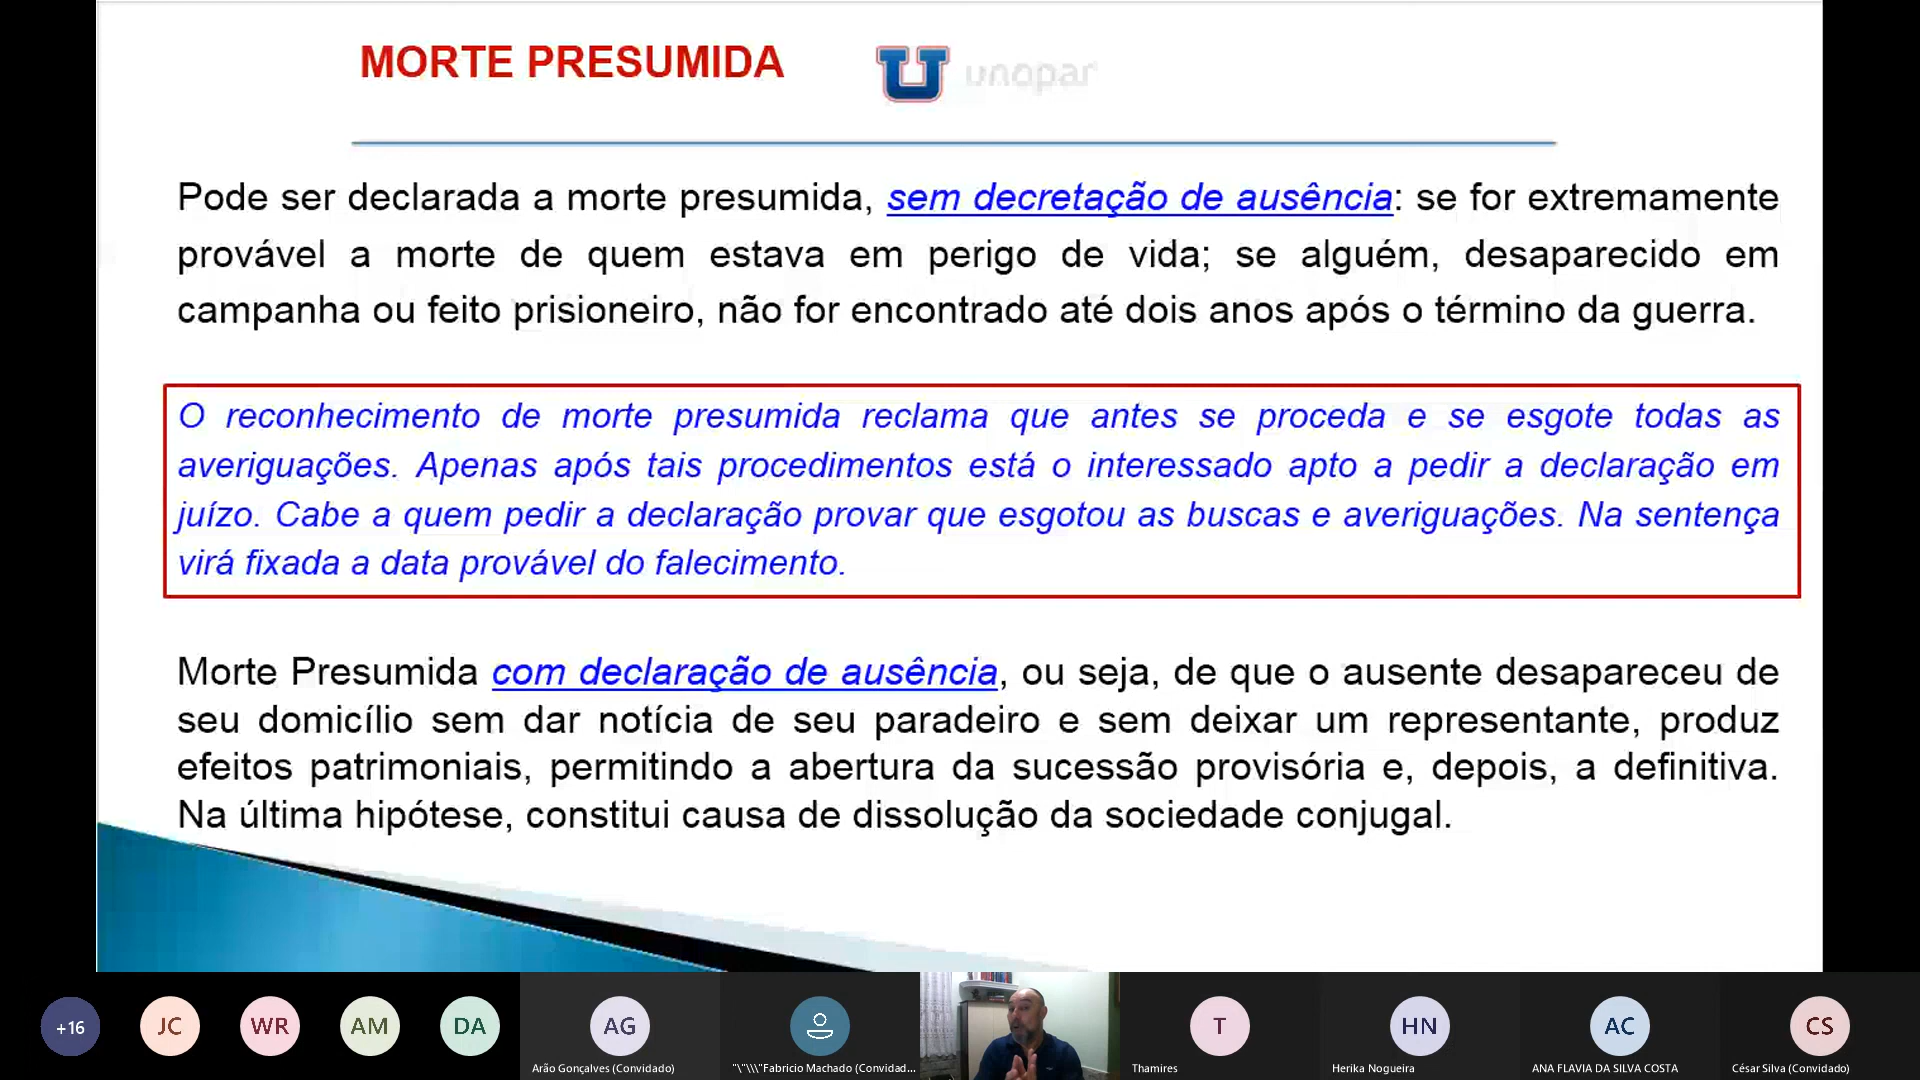 MORTE PRESUMIDA
unopar
Pode ser declarada a morte presumida, sem decretação de ausência: se for extremamente
provável a morte de quem estava em perigo de vida; se alguém, desaparecido em
campanha ou feito prisioneiro, não for encontrado até dois anos após o término da guerra.
O reconhecimento de morte presumida reclama que antes se proceda e se esgote todas as
averiguações. Apenas após tais procedimentos está o interessado apto a pedir a declaração em
juízo. Cabe a quem pedir a declaração provar que esgotou as buscas e averiguações. Na sentença
virá fixada a data provável do falecimento.
Morte Presumida com declaração de ausência, ou seja, de que o ausente desapareceu de
seu domicílio sem dar notícia de seu paradeiro e sem deixar um representante, produz
efeitos patrimoniais, permitindo a abertura da sucessão provisória e, depois, a definitiva.
Na última hipótese, constitui causa de dissolução da sociedade conjugal.
+16
JC
WR
AM
DA
AG
T
HN
AC
CS
Arão Gonçalves (Convidado)
"\"\\\"Fabricio Machado (Convidad...
Thamires
Herika Nogueira
ANA FLAVIA DA SILVA COSTA
César Silva (Convidado)